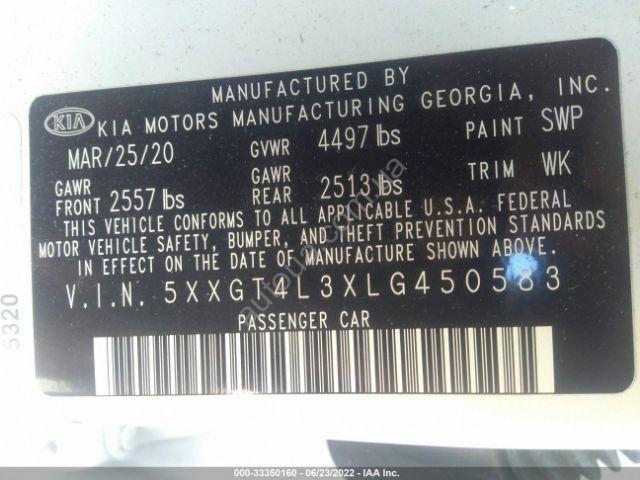 MANUFACTURED BY
KIA KIA MOTORS MANUFACTURING GEORGIA, INC.
MAR/25/20 GVWR 4497 lbs PAINT SWP
GAWR FRONT 2557 lbs GAWR REAR 2513 lbs TRIM WK
THIS VEHICLE CONFORMS TO ALL APPLICABLE U.S.A. FEDERAL
MOTOR VEHICLE SAFETY, BUMPER, AND THEFT PREVENTION STANDARDS
IN EFFECT ON THE DATE OF MANUFACTURE SHOWN ABOVE.
V.I.N. 5XXGT4L3XLG450583
PASSENGER CAR
5320
000-33350160 - 06/23/2022 - IAA Inc.